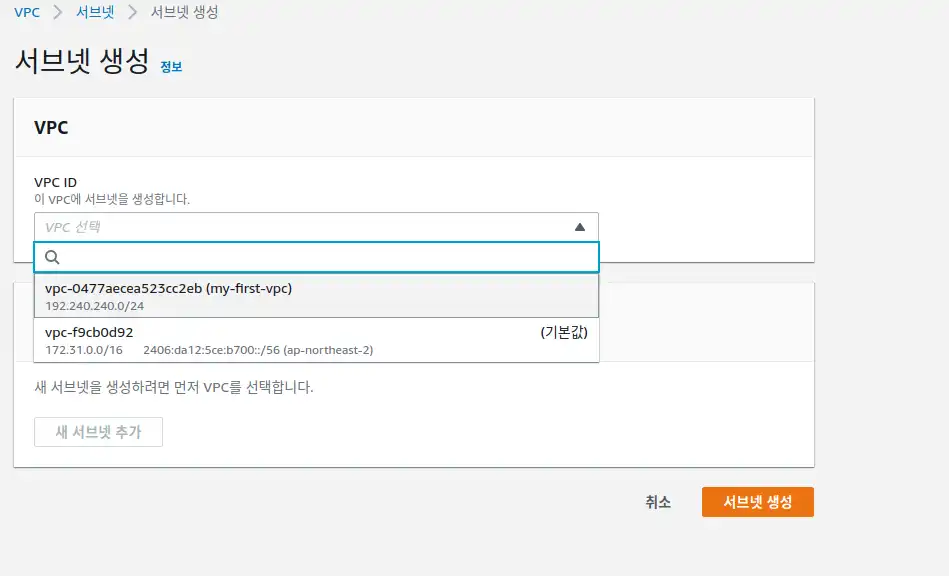 VPC > 서브넷 > 서브넷 생성
서브넷 생성 정보
VPC
VPC ID
이 VPC에 서브넷을 생성합니다.
VPC 선택
vpc-0477aecea523cc2eb (my-first-vpc)
192.240.240.0/24
vpc-f9cb0d92 (기본값)
172.31.0.0/16 2406:da12:5ce:b700::/56 (ap-northeast-2)
새 서브넷을 생성하려면 먼저 VPC를 선택합니다.
새 서브넷 추가
취소 서브넷 생성